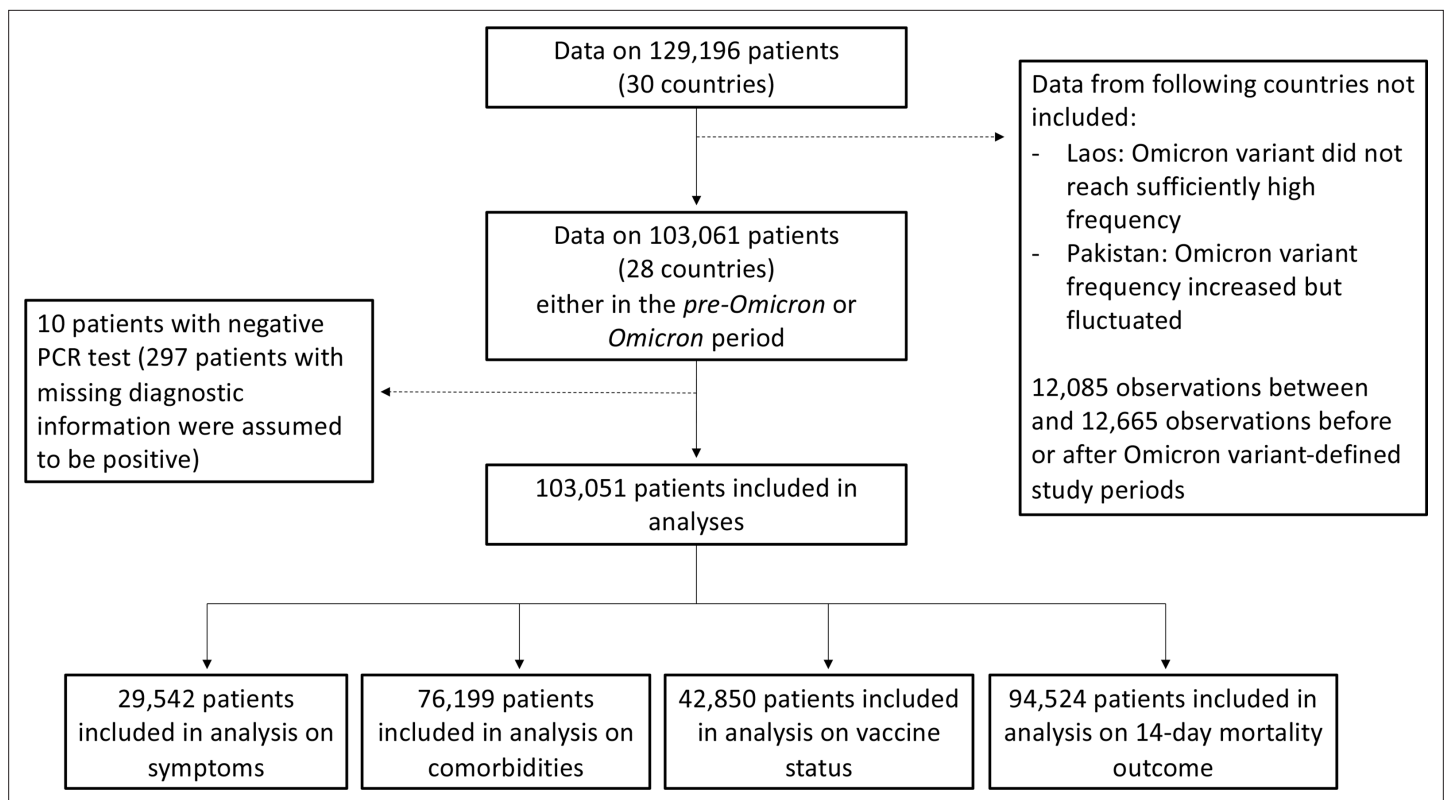 Data on 129,196 patients
(30 countries)
Data from following countries not
included:
- Laos: Omicron variant did not
reach sufficiently high
frequency
- Pakistan: Omicron variant
frequency increased but
fluctuated
12,085 observations between
and 12,665 observations before
or after Omicron variant-defined
study periods
Data on 103,061 patients
(28 countries)
either in the pre-Omicron or
Omicron period
10 patients with negative
PCR test (297 patients with
missing diagnostic
information were assumed
to be positive)
103,051 patients included in
analyses
29,542 patients
included in analysis on
symptoms
76,199 patients
included in analysis on
comorbidities
42,850 patients included
in analysis on vaccine
status
94,524 patients included in
analysis on 14-day mortality
outcome